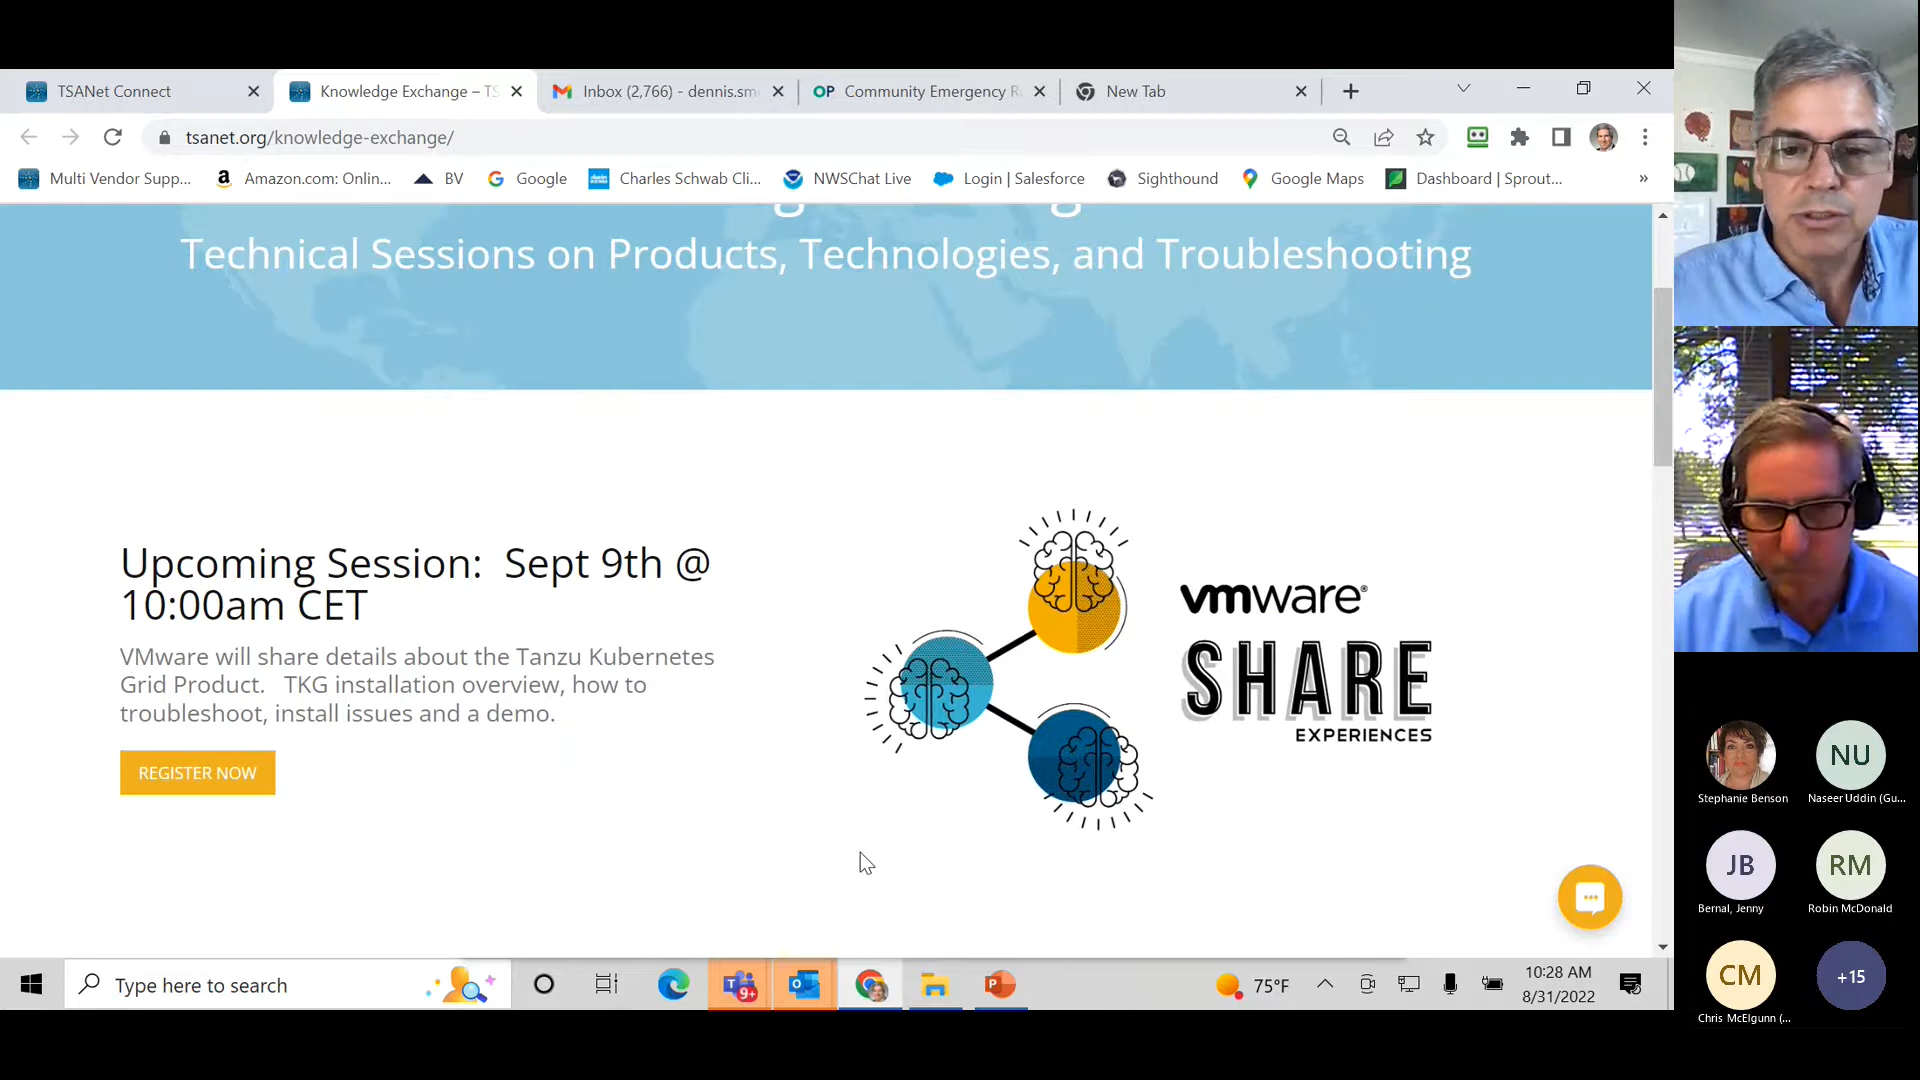 TSANet Connect
Knowledge Exchange – TS
Inbox (2,766) - dennis.sm
OP Community Emergency R
New Tab
tsanet.org/knowledge-exchange/
Multi Vendor Supp...
Amazon.com: Onlin...
BV
Google
Charles Schwab Cli...
NWSChat Live
Login | Salesforce
Sighthound
Google Maps
Dashboard | Sprout...
»
Technical Sessions on Products, Technologies, and Troubleshooting
Upcoming Session: Sept 9th @
10:00am CET
VMware will share details about the Tanzu Kubernetes
Grid Product. TKG installation overview, how to
troubleshoot, install issues and a demo.
REGISTER NOW
vmware®
SHARE
EXPERIENCES
Type here to search
9+
75°F
10:28 AM
8/31/2022
Stephanie Benson
NU
Naseer Uddin (Gu...
JB
Bernal, Jenny
RM
Robin McDonald
CM
Chris McElgunn (...
+15